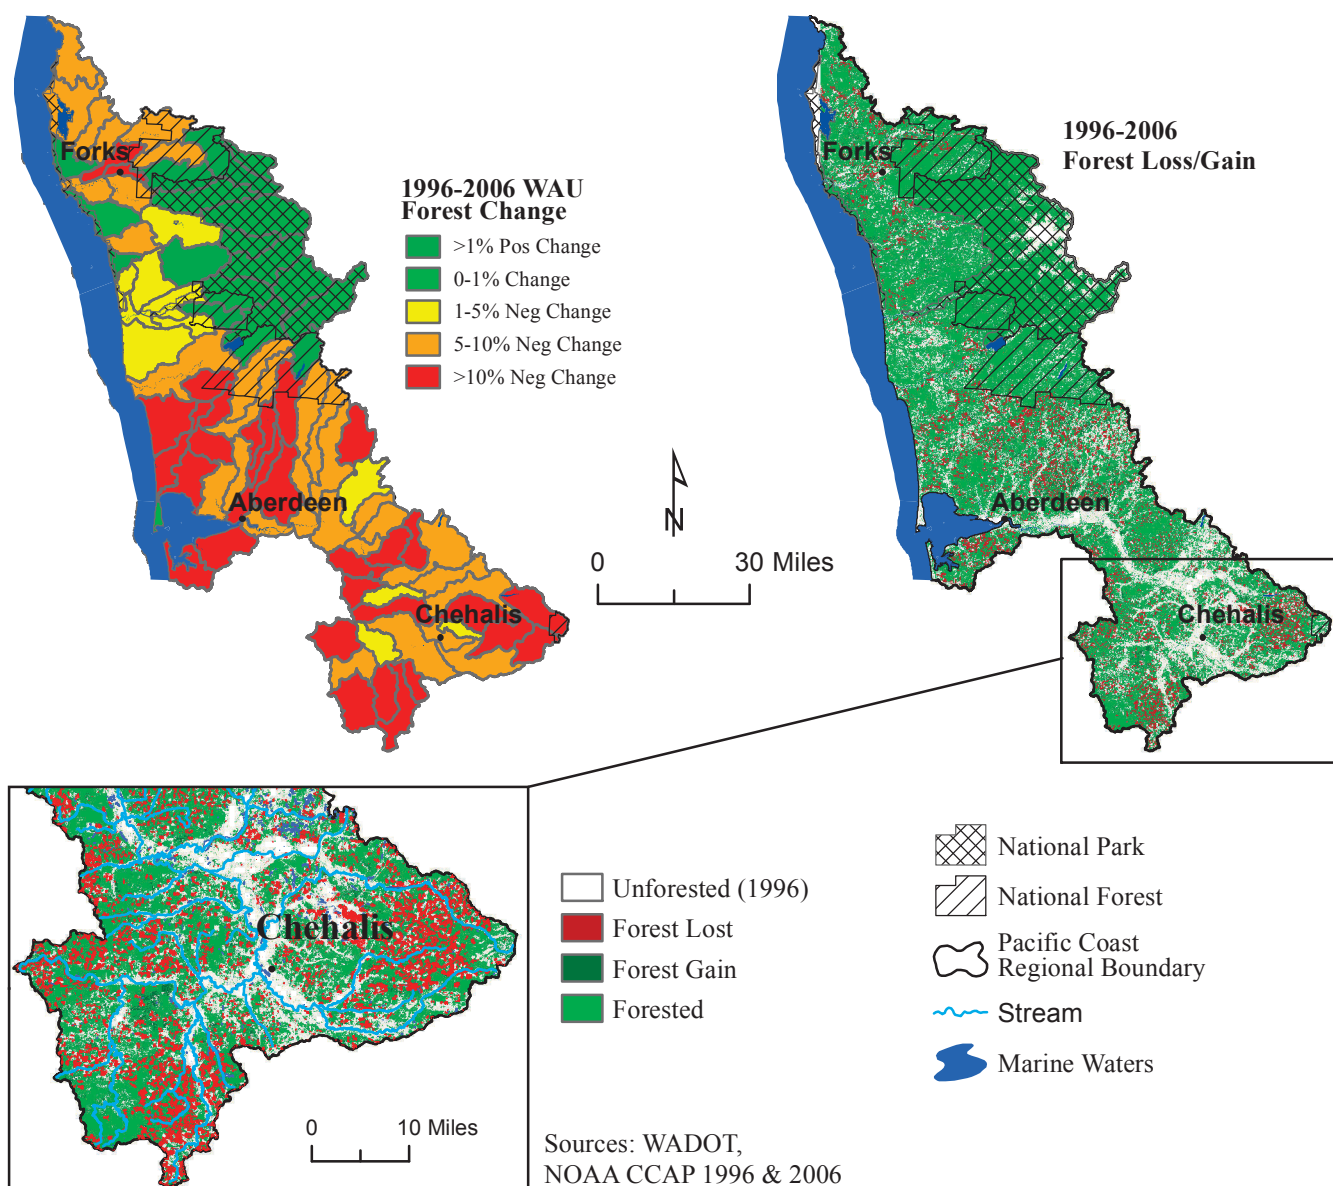 Forks
1996-2006 WAU
Forest Change
>1% Pos Change
0-1% Change
1-5% Neg Change
5-10% Neg Change
>10% Neg Change
Aberdeen
Chehalis
N
0 30 Miles
1996-2006
Forest Loss/Gain
Forks
Aberdeen
Chehalis
Chehalis
0 10 Miles
Unforested (1996)
Forest Lost
Forest Gain
Forested
National Park
National Forest
Pacific Coast
Regional Boundary
Stream
Marine Waters
Sources: WADOT,
NOAA CCAP 1996 & 2006